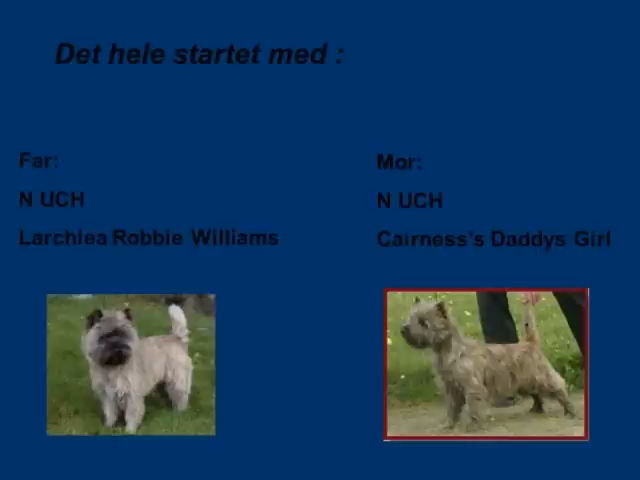 Det hele startet med :
Far:
N UCH
Larchlea Robbie Williams
Mor:
N UCH
Cairness's Daddys Girl